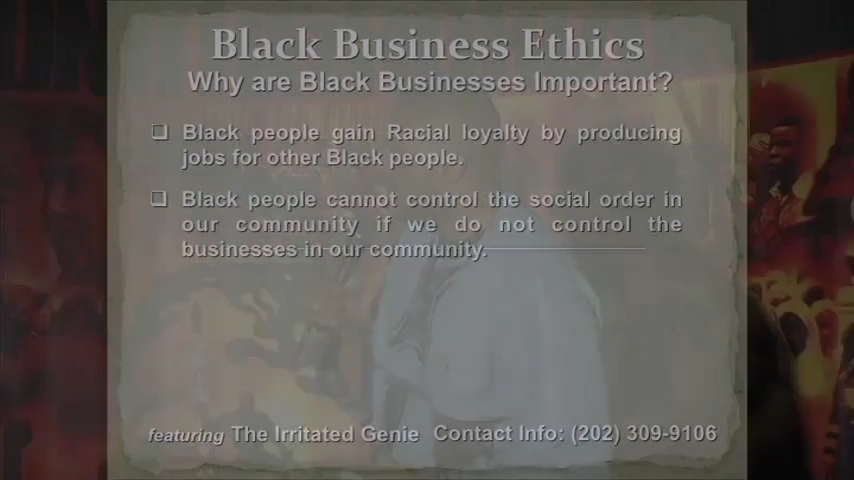 Black Business Ethics
Why are Black Businesses Important?
❑ Black people gain Racial loyalty by producing
jobs for other Black people.
❑ Black people cannot control the social order in
our community if we do not control the
businesses in our community.
featuring The Irritated Genie Contact Info: (202) 309-9106